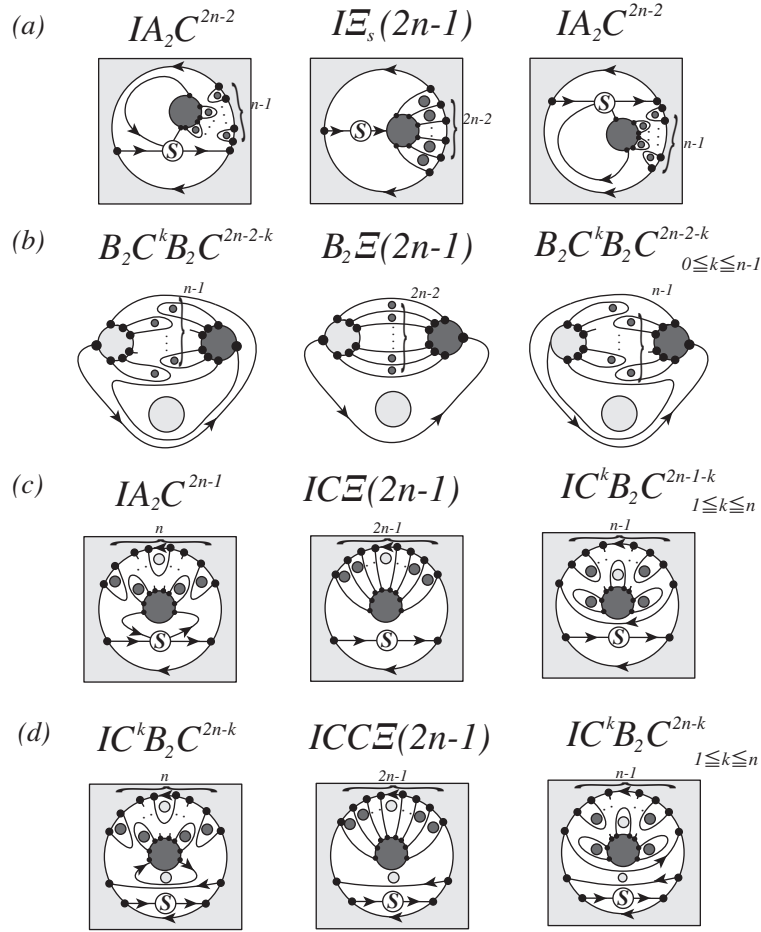 (a) IA₂C²ⁿ⁻² IΞₛ(2n-1) IA₂C²ⁿ⁻²
n-1 2n-2 n-1
S S S
(b) B₂CᵏB₂C²ⁿ⁻²⁻ᵏ B₂Ξ(2n-1) B₂CᵏB₂C²ⁿ⁻²⁻ᵏ 0≦k≦n-1
n-1 2n-2 n-1
(c) IA₂C²ⁿ⁻¹ ICΞ(2n-1) ICᵏB₂C²ⁿ⁻¹⁻ᵏ 1≦k≦n
n 2n-1 n-1
S S S
(d) ICᵏB₂C²ⁿ⁻ᵏ ICCΞ(2n-1) ICᵏB₂C²ⁿ⁻ᵏ 1≦k≦n
n 2n-1 n-1
S S S